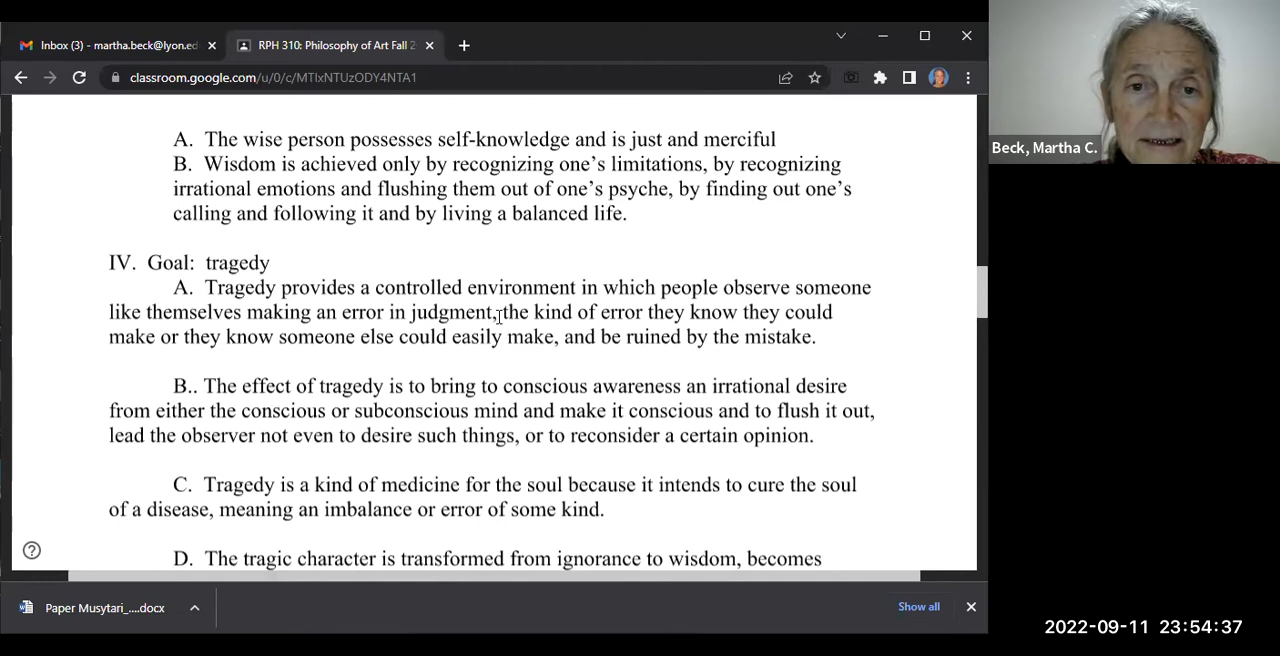 Inbox (3) - martha.beck@lyon.ed
RPH 310: Philosophy of Art Fall 2
classroom.google.com/u/0/c/MTIxNTUzODY4NTA1
A. The wise person possesses self-knowledge and is just and merciful
B. Wisdom is achieved only by recognizing one's limitations, by recognizing
irrational emotions and flushing them out of one's psyche, by finding out one's
calling and following it and by living a balanced life.
IV. Goal: tragedy
A. Tragedy provides a controlled environment in which people observe someone
like themselves making an error in judgment, the kind of error they know they could
make or they know someone else could easily make, and be ruined by the mistake.
B.. The effect of tragedy is to bring to conscious awareness an irrational desire
from either the conscious or subconscious mind and make it conscious and to flush it out,
lead the observer not even to desire such things, or to reconsider a certain opinion.
C. Tragedy is a kind of medicine for the soul because it intends to cure the soul
of a disease, meaning an imbalance or error of some kind.
D. The tragic character is transformed from ignorance to wisdom, becomes
Paper Musytari_....docx
Show all
Beck, Martha C.
2022-09-11 23:54:37